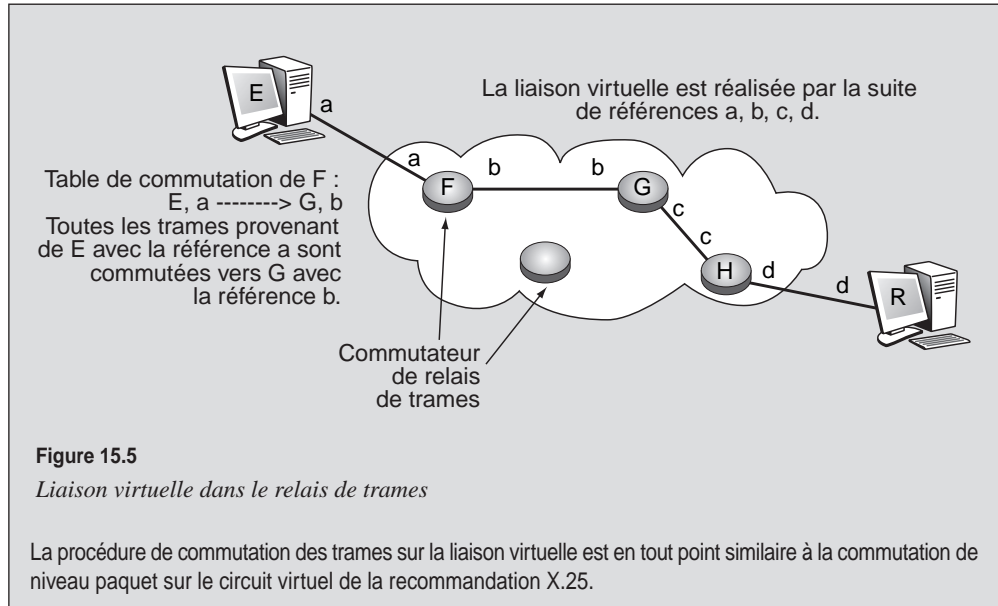 E
a
La liaison virtuelle est réalisée par la suite
de références a, b, c, d.
a
b
b
F
G
Table de commutation de F :
E, a --------> G, b
Toutes les trames provenant
de E avec la référence a sont
commutées vers G avec
la référence b.
c
c
H
d
d
R
Commutateur
de relais
de trames
Figure 15.5
Liaison virtuelle dans le relais de trames
La procédure de commutation des trames sur la liaison virtuelle est en tout point similaire à la commutation de
niveau paquet sur le circuit virtuel de la recommandation X.25.